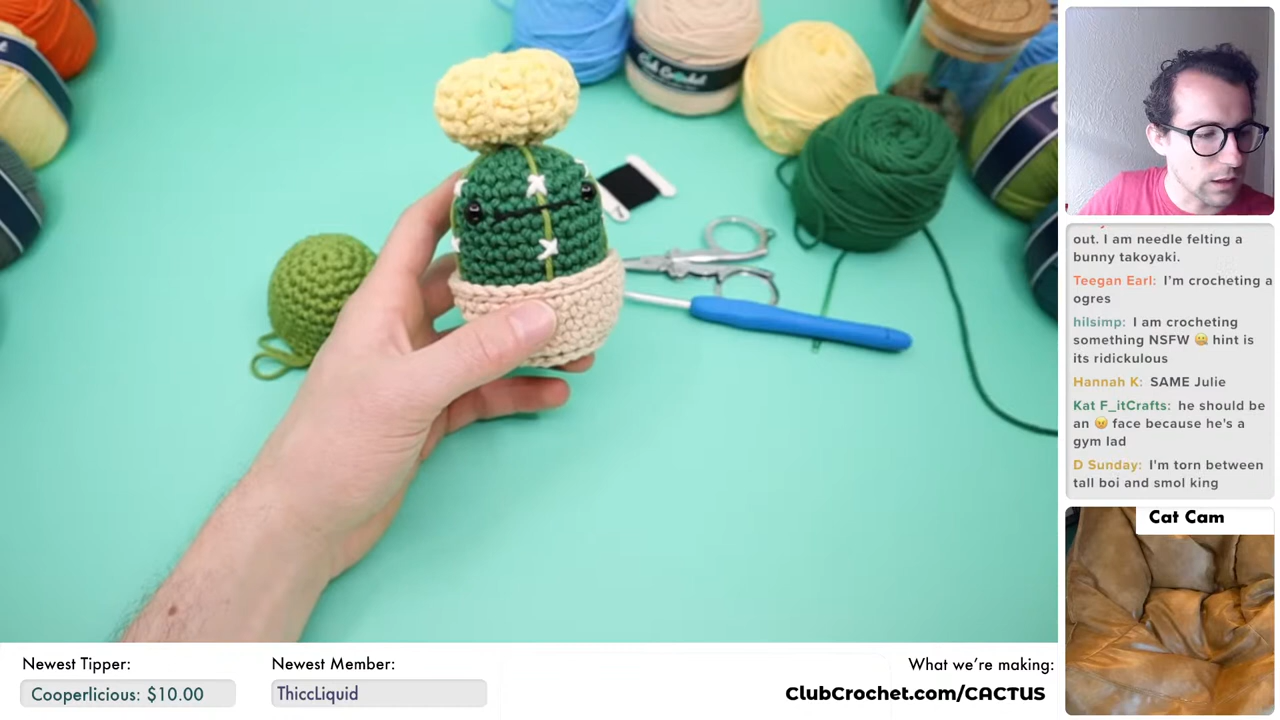 Club Crochet
out. I am needle felting a
bunny takoyaki.
Teegan Earl: I'm crocheting a
ogres
hilsimp: I am crocheting
something NSFW 🤐 hint is
its ridickulous
Hannah K: SAME Julie
Kat F_itCrafts: he should be
an 😠 face because he's a
gym lad
D Sunday: I'm torn between
tall boi and smol king
Cat Cam
Newest Tipper:
Cooperlicious: $10.00
Newest Member:
ThiccLiquid
What we're making:
ClubCrochet.com/CACTUS